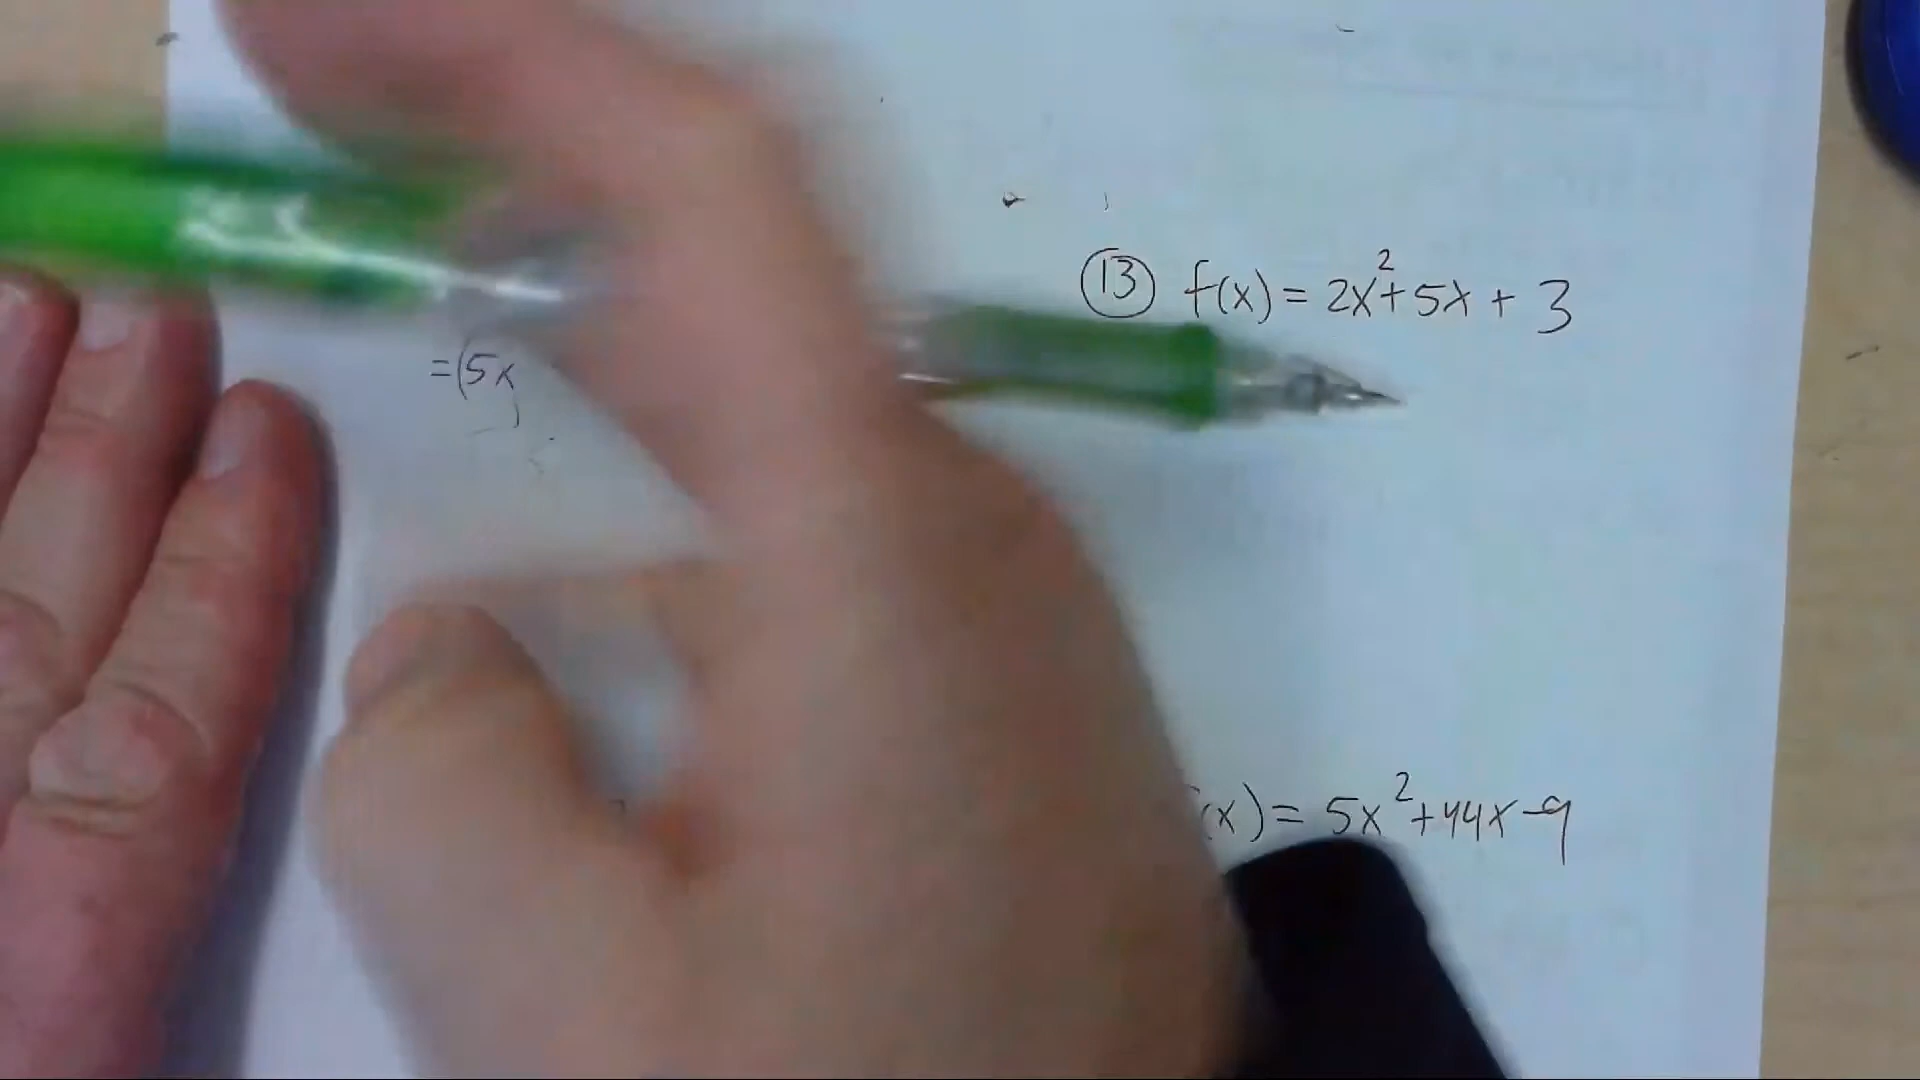 (13) f(x) = 2x²+5x + 3
=(5x
(x) = 5x²+44x-9